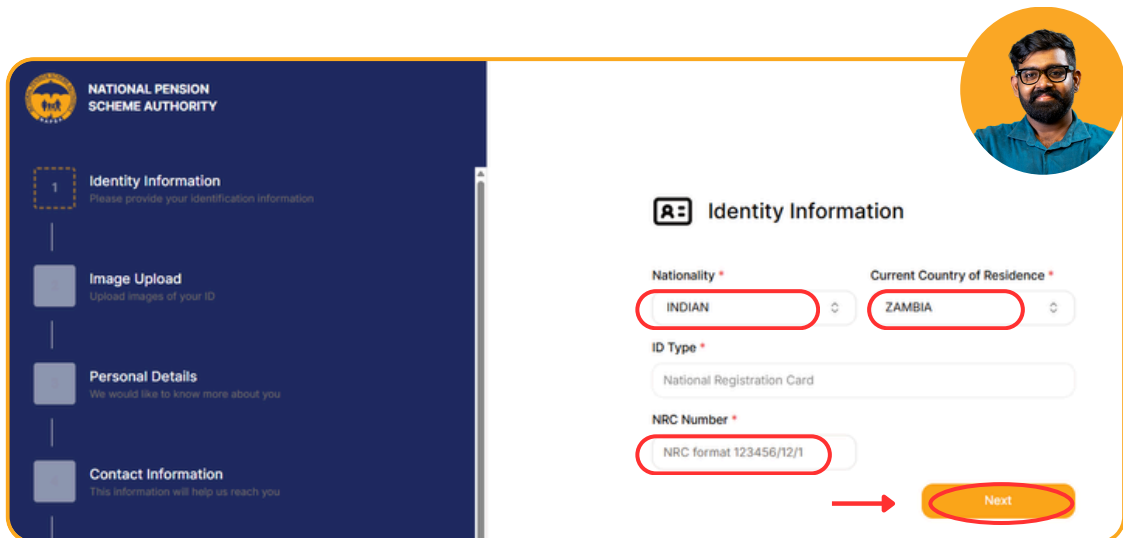 NATIONAL PENSION
SCHEME AUTHORITY
1
Identity Information
Please provide your identification information
Image Upload
Upload images of your ID
Personal Details
We would like to know more about you
Contact Information
This information will help us reach you
Identity Information
Nationality *
Current Country of Residence *
INDIAN
ZAMBIA
ID Type *
National Registration Card
NRC Number *
NRC format 123456/12/1
Next